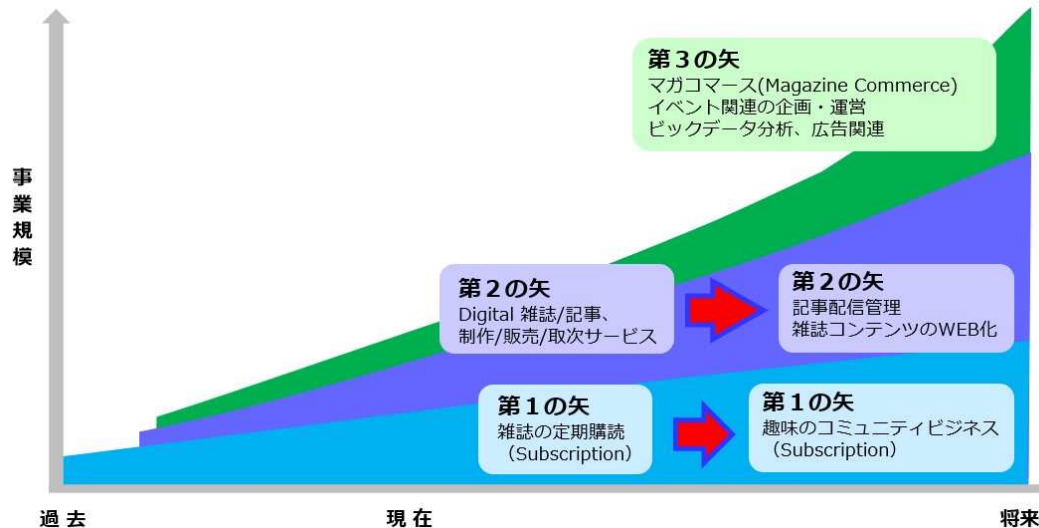 第３の矢
マガコマース(Magazine Commerce)
イベント関連の企画・運営
ビックデータ分析、広告関連
事業規模
第２の矢
Digital 雑誌/記事、
制作/販売/取次サービス
第２の矢
記事配信管理
雑誌コンテンツのWEB化
第１の矢
雑誌の定期購読
（Subscription）
第１の矢
趣味のコミュニティビジネス
（Subscription）
過 去
現 在
将来